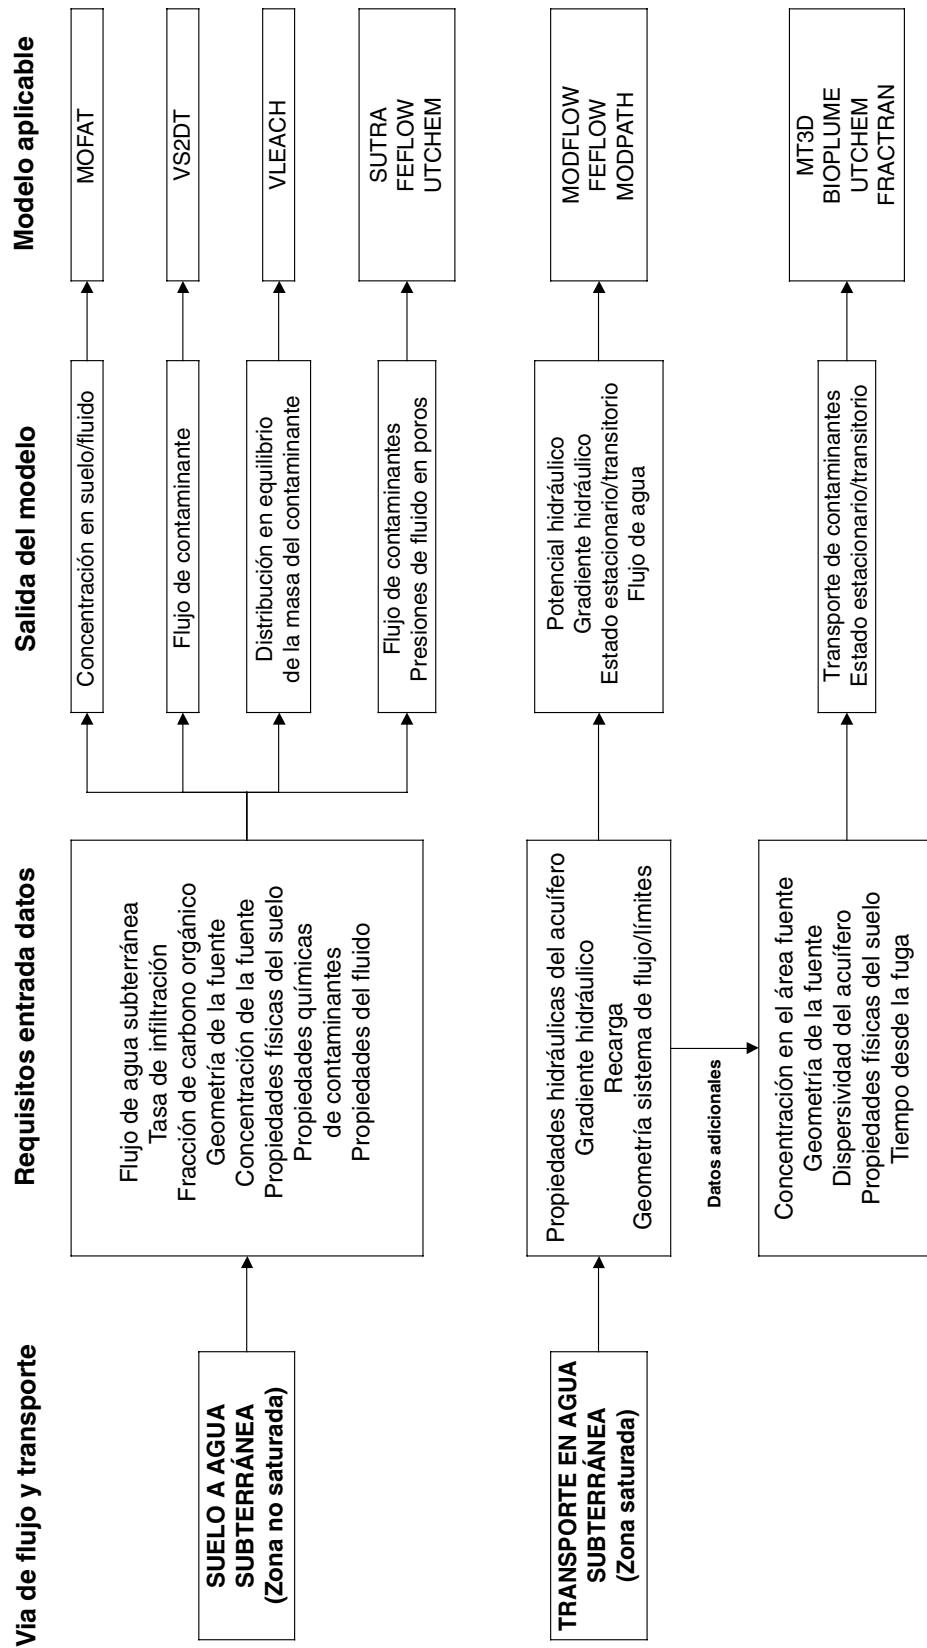 Via de flujo y transporte
Requisitos entrada datos
Salida del modelo
Modelo aplicable
SUELO A AGUA
SUBTERRÁNEA
(Zona no saturada)
Flujo de agua subterránea
Tasa de infiltración
Fracción de carbono orgánico
Geometría de la fuente
Concentración de la fuente
Propiedades físicas del suelo
Propiedades químicas
de contaminantes
Propiedades del fluido
Concentración en suelo/fluido
MOFAT
Flujo de contaminante
VS2DT
Distribución en equilibrio
de la masa del contaminante
VLEACH
Flujo de contaminantes
Presiones de fluido en poros
SUTRA
FEFLOW
UTCHEM
TRANSPORTE EN AGUA
SUBTERRÁNEA
(Zona saturada)
Propiedades hidráulicas del acuífero
Gradiente hidráulico
Recarga
Geometría sistema de flujo/límites
Potencial hidráulico
Gradiente hidráulico
Estado estacionario/transitorio
Flujo de agua
MODFLOW
FEFLOW
MODPATH
Datos adicionales
Concentración en el área fuente
Geometría de la fuente
Dispersividad del acuífero
Propiedades físicas del suelo
Tiempo desde la fuga
Transporte de contaminantes
Estado estacionario/transitorio
MT3D
BIOPLUME
UTCHEM
FRACTRAN